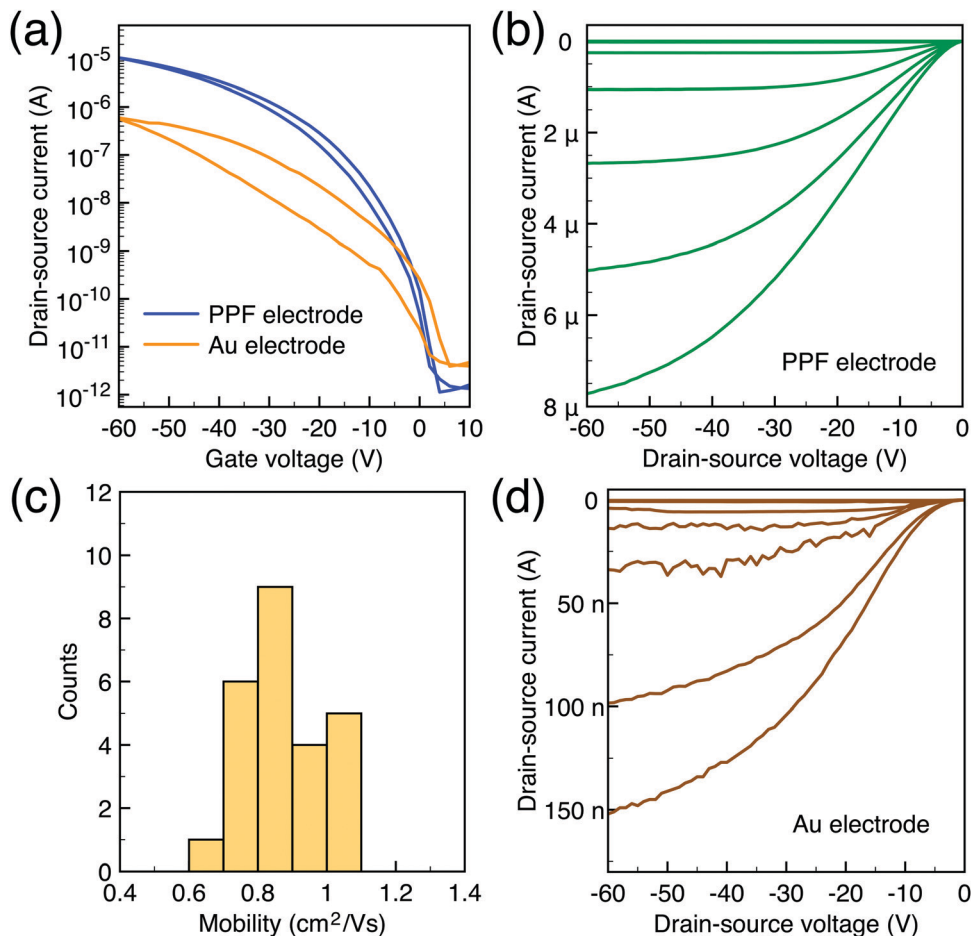 (a)
Drain-source current (A)
10⁻⁵
10⁻⁶
10⁻⁷
10⁻⁸
10⁻⁹
10⁻¹⁰
10⁻¹¹
10⁻¹²
PPF electrode
Au electrode
-60 -50 -40 -30 -20 -10 0 10
Gate voltage (V)
(b)
Drain-source current (A)
0
2 μ
4 μ
6 μ
8 μ
PPF electrode
-60 -50 -40 -30 -20 -10 0
Drain-source voltage (V)
(c)
Counts
12
10
8
6
4
2
0
0.4 0.6 0.8 1 1.2 1.4
Mobility (cm²/Vs)
(d)
Drain-source current (A)
0
50 n
100 n
150 n
Au electrode
-60 -50 -40 -30 -20 -10 0
Drain-source voltage (V)